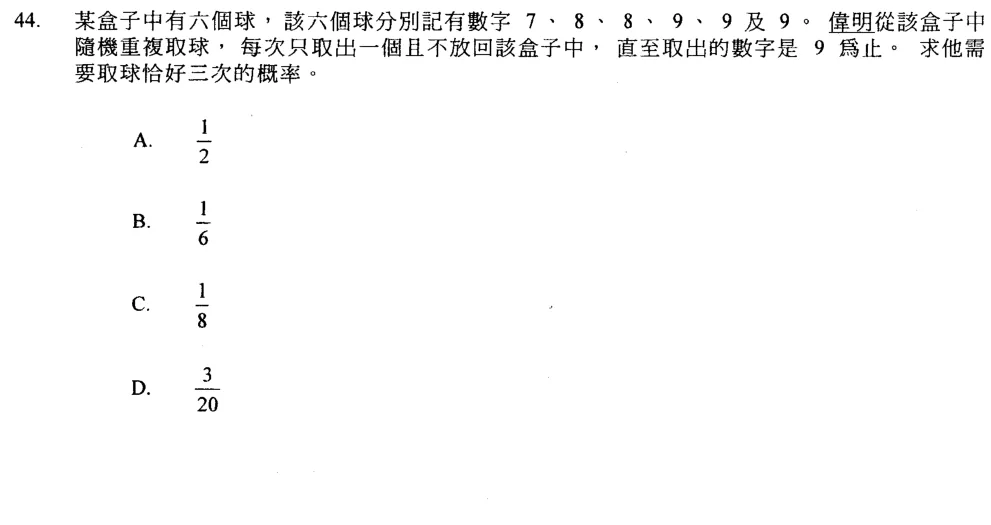 44. 某盒子中有六個球，該六個球分別記有數字 7、8、8、9、9 及 9。偉明從該盒子中
隨機重複取球，每次只取出一個且不放回該盒子中，直至取出的數字是 9 爲止。求他需
要取球恰好三次的概率。
A. 1/2
B. 1/6
C. 1/8
D. 3/20